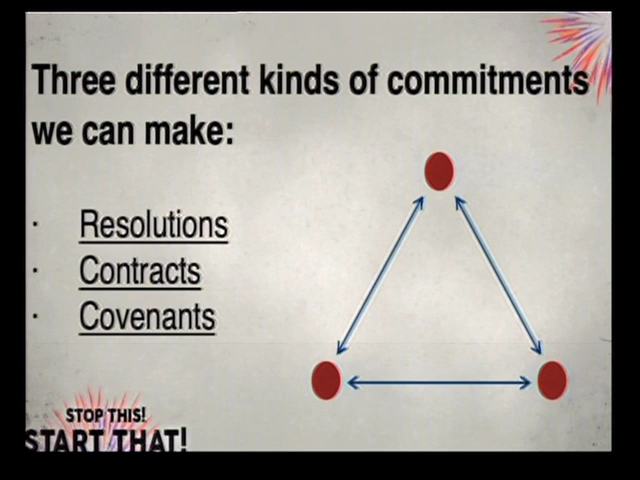 Three different kinds of commitments
we can make:
· Resolutions
· Contracts
· Covenants
STOP THIS!
START THAT!